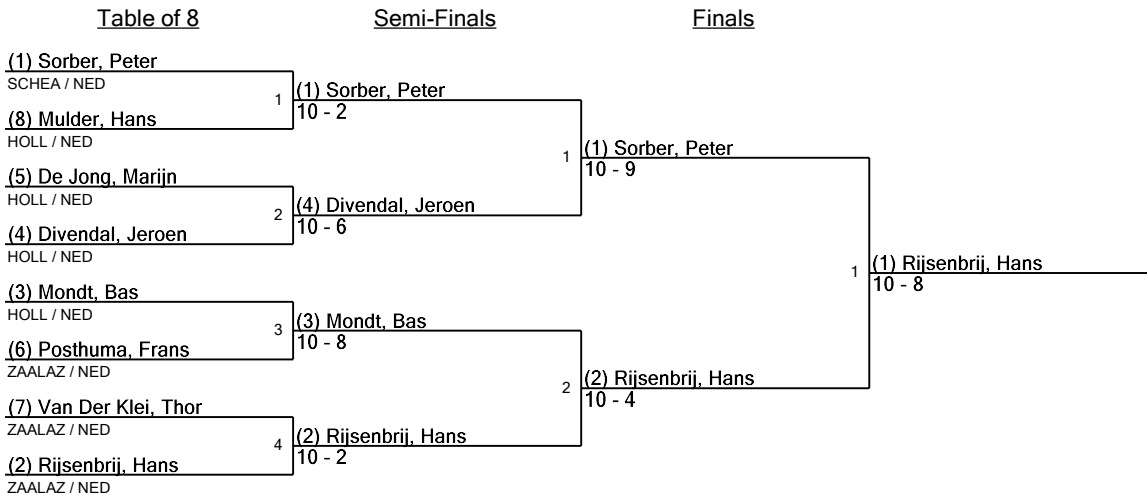 Table of 8
Semi-Finals
Finals
(1) Sorber, Peter
SCHEA / NED
(8) Mulder, Hans
HOLL / NED
(5) De Jong, Marijn
HOLL / NED
(4) Divendal, Jeroen
HOLL / NED
(3) Mondt, Bas
HOLL / NED
(6) Posthuma, Frans
ZAALAZ / NED
(7) Van Der Klei, Thor
ZAALAZ / NED
(2) Rijsenbrij, Hans
ZAALAZ / NED
1
2
3
4
(1) Sorber, Peter
10 - 2
(4) Divendal, Jeroen
10 - 6
(3) Mondt, Bas
10 - 8
(2) Rijsenbrij, Hans
10 - 2
1
2
(1) Sorber, Peter
10 - 9
(2) Rijsenbrij, Hans
10 - 4
1
(1) Rijsenbrij, Hans
10 - 8